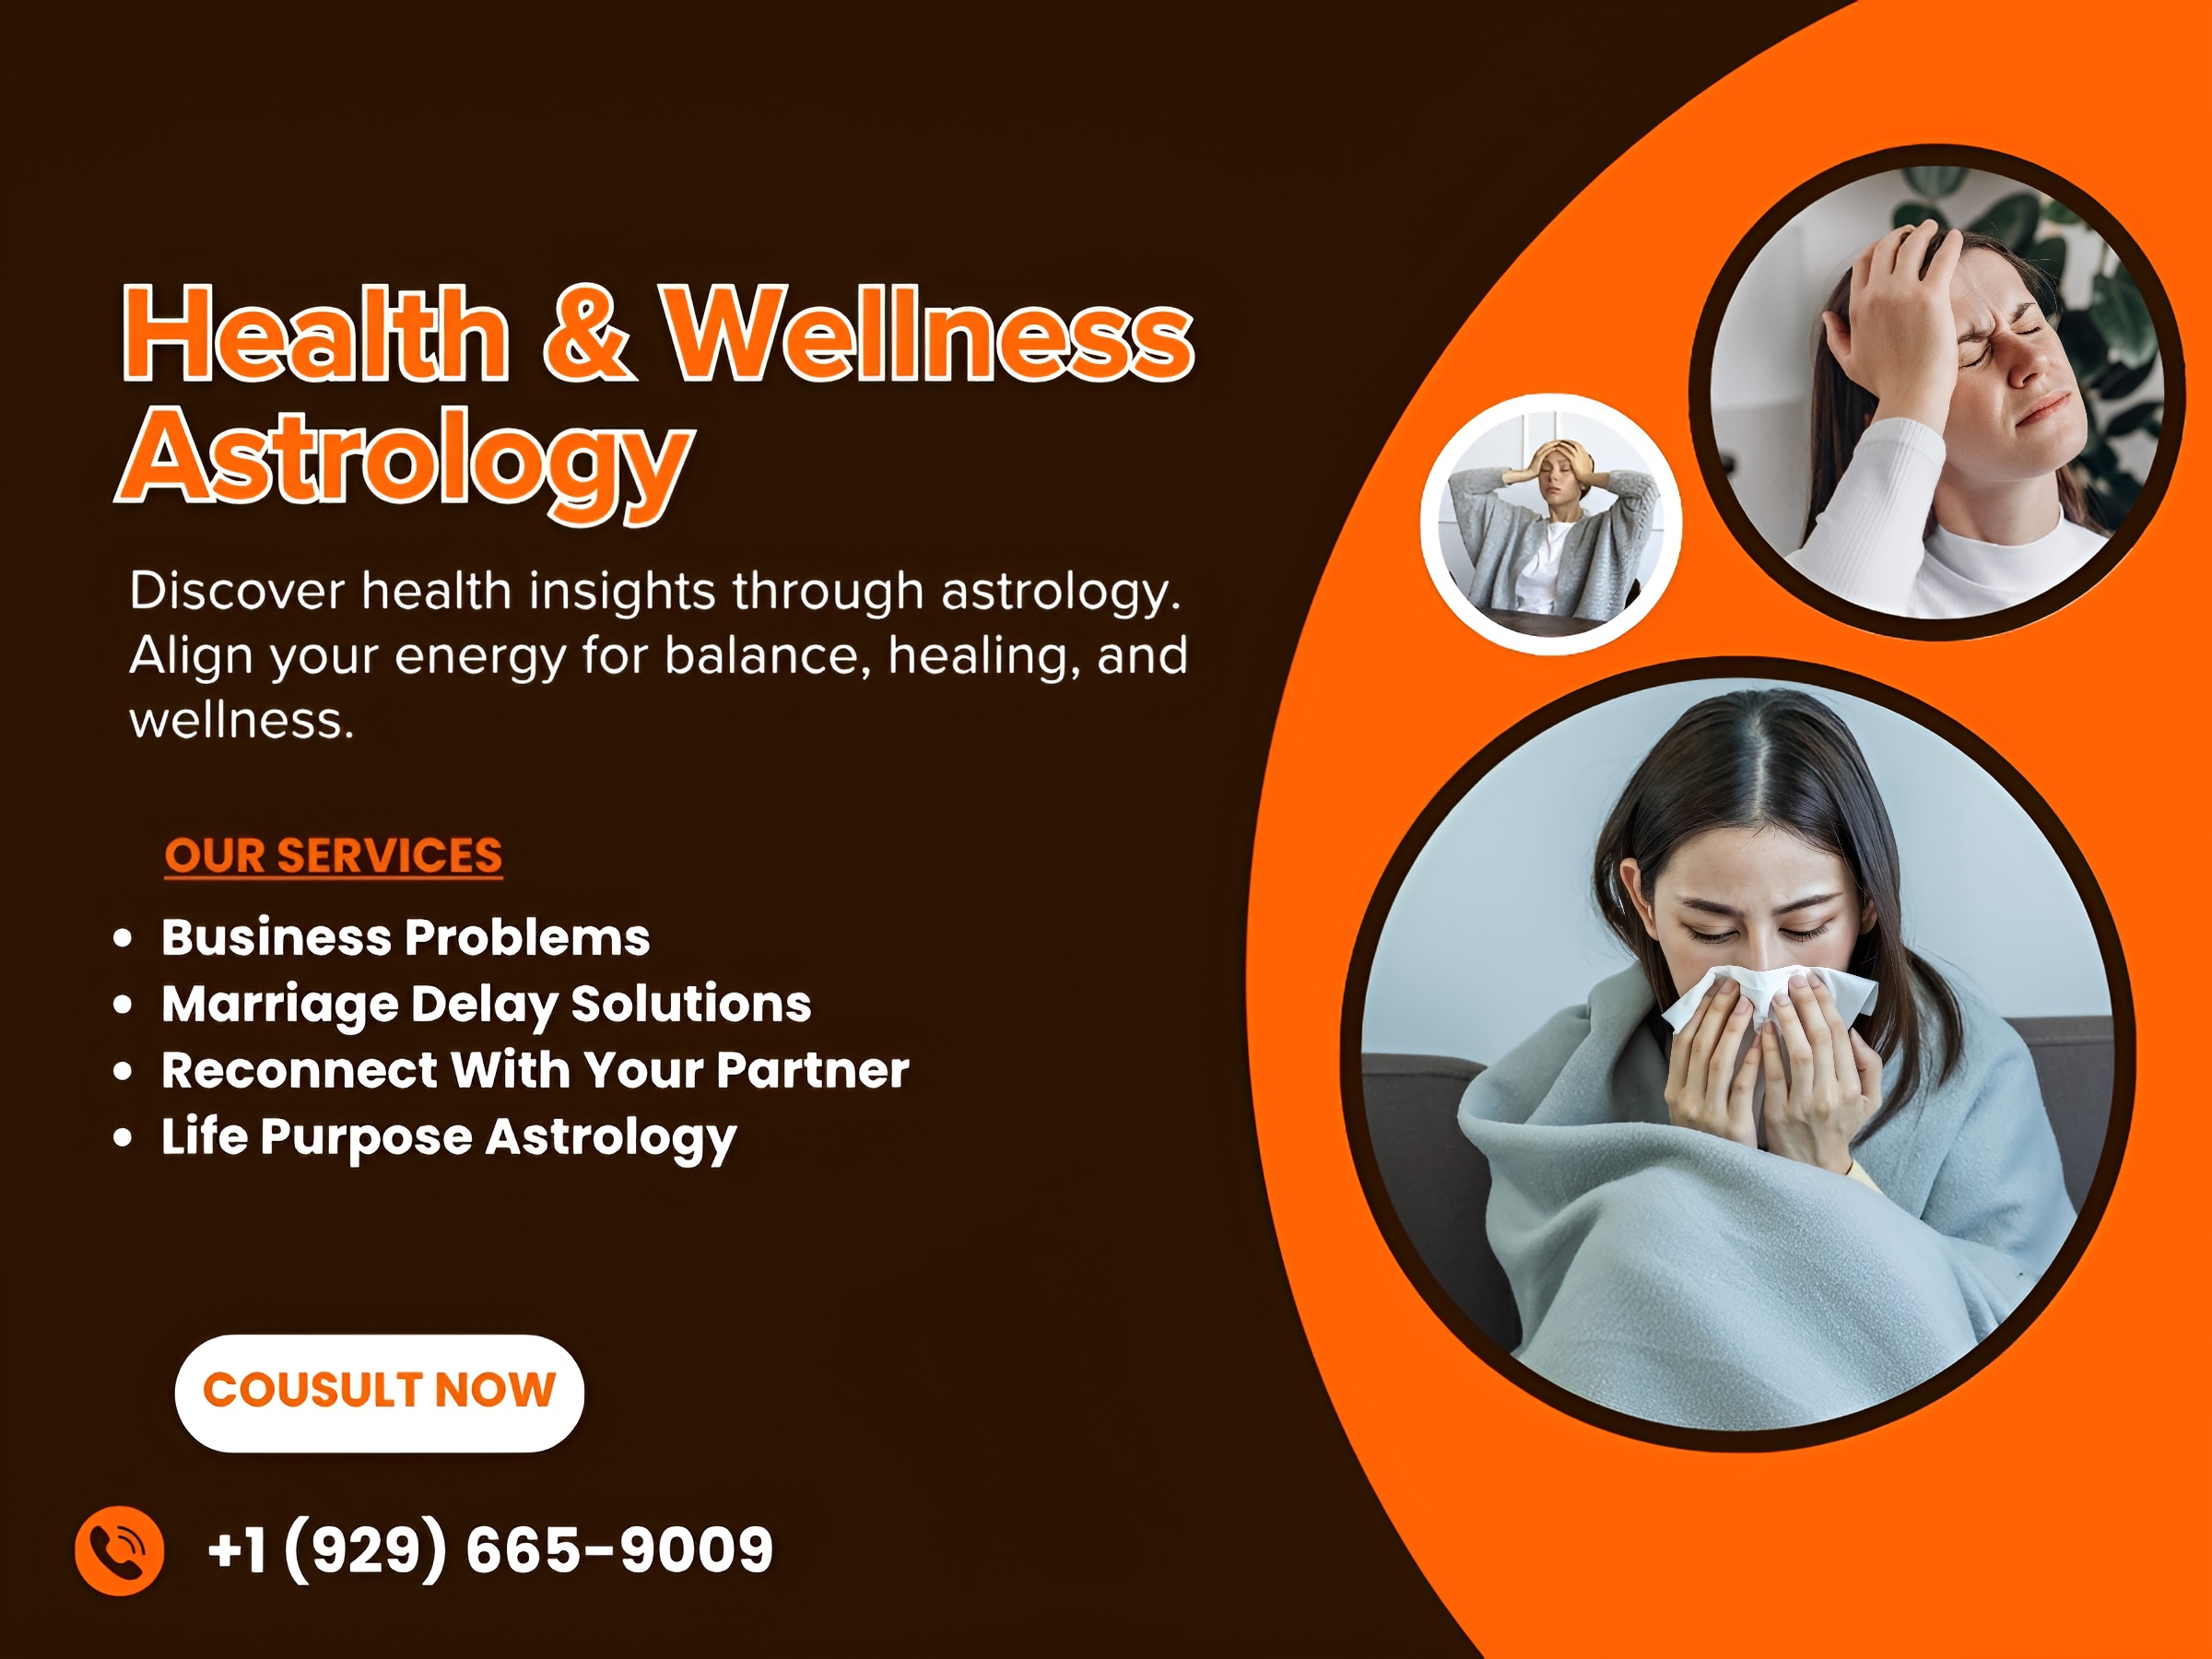 Health & Wellness
Astrology
Discover health insights through astrology.
Align your energy for balance, healing, and
wellness.
OUR SERVICES
• Business Problems
• Marriage Delay Solutions
• Reconnect With Your Partner
• Life Purpose Astrology
COUSULT NOW
+1 (929) 665-9009